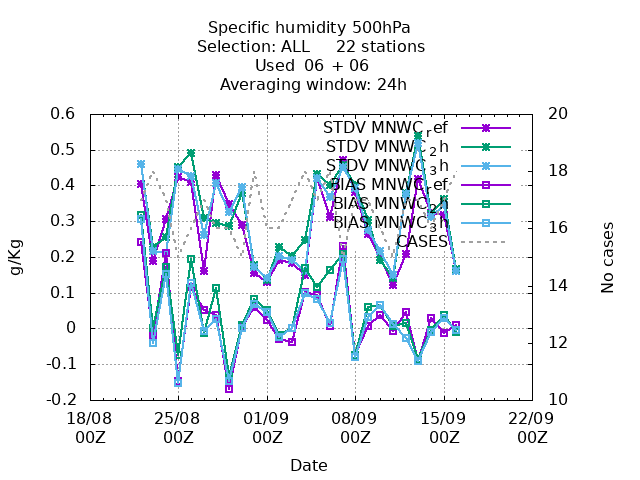 Specific humidity 500hPa
Selection: ALL 22 stations
Used 06 + 06
Averaging window: 24h
0.6
0.5
0.4
0.3
0.2
0.1
0
-0.1
-0.2
g/Kg
20
18
16
14
12
10
No cases
STDV MNWC_ref
STDV MNWC_2h
STDV MNWC_3h
BIAS MNWC_ref
BIAS MNWC_2h
BIAS MNWC_3h
CASES
18/08 25/08 01/09 08/09 15/09 22/09
00Z 00Z 00Z 00Z 00Z 00Z
Date